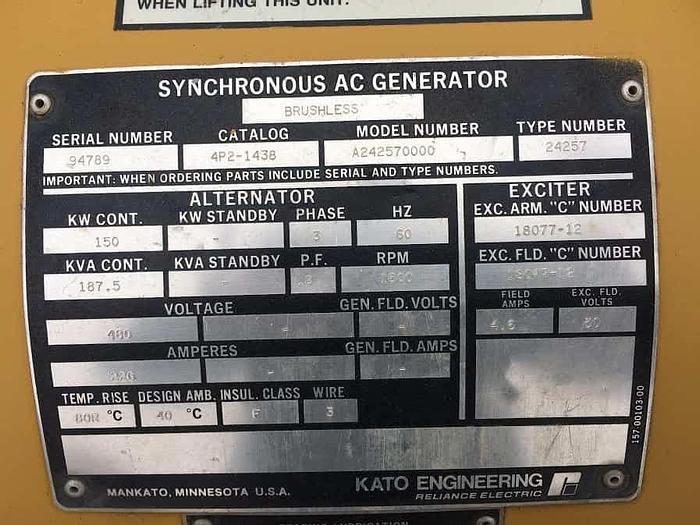 WHEN LIFTING THIS UNIT.
SYNCHRONOUS AC GENERATOR
BRUSHLESS
SERIAL NUMBER CATALOG MODEL NUMBER TYPE NUMBER
94789 4P2-1438 A242570000 24257
IMPORTANT: WHEN ORDERING PARTS INCLUDE SERIAL AND TYPE NUMBERS.
ALTERNATOR
KW CONT. KW STANDBY PHASE HZ
150 - 3 60
KVA CONT. KVA STANDBY P.F. RPM
187.5 - .8 1800
VOLTAGE GEN. FLD. VOLTS
480 - -
AMPERES GEN. FLD. AMPS
226 - -
TEMP. RISE DESIGN AMB. INSUL. CLASS WIRE
80R °C 40 °C F 3
EXCITER
EXC. ARM. "C" NUMBER
18077-12
EXC. FLD. "C" NUMBER
FIELD AMPS EXC. FLD. VOLTS
4.6 50
157 00103 00
MANKATO, MINNESOTA U.S.A.
KATO ENGINEERING
RELIANCE ELECTRIC